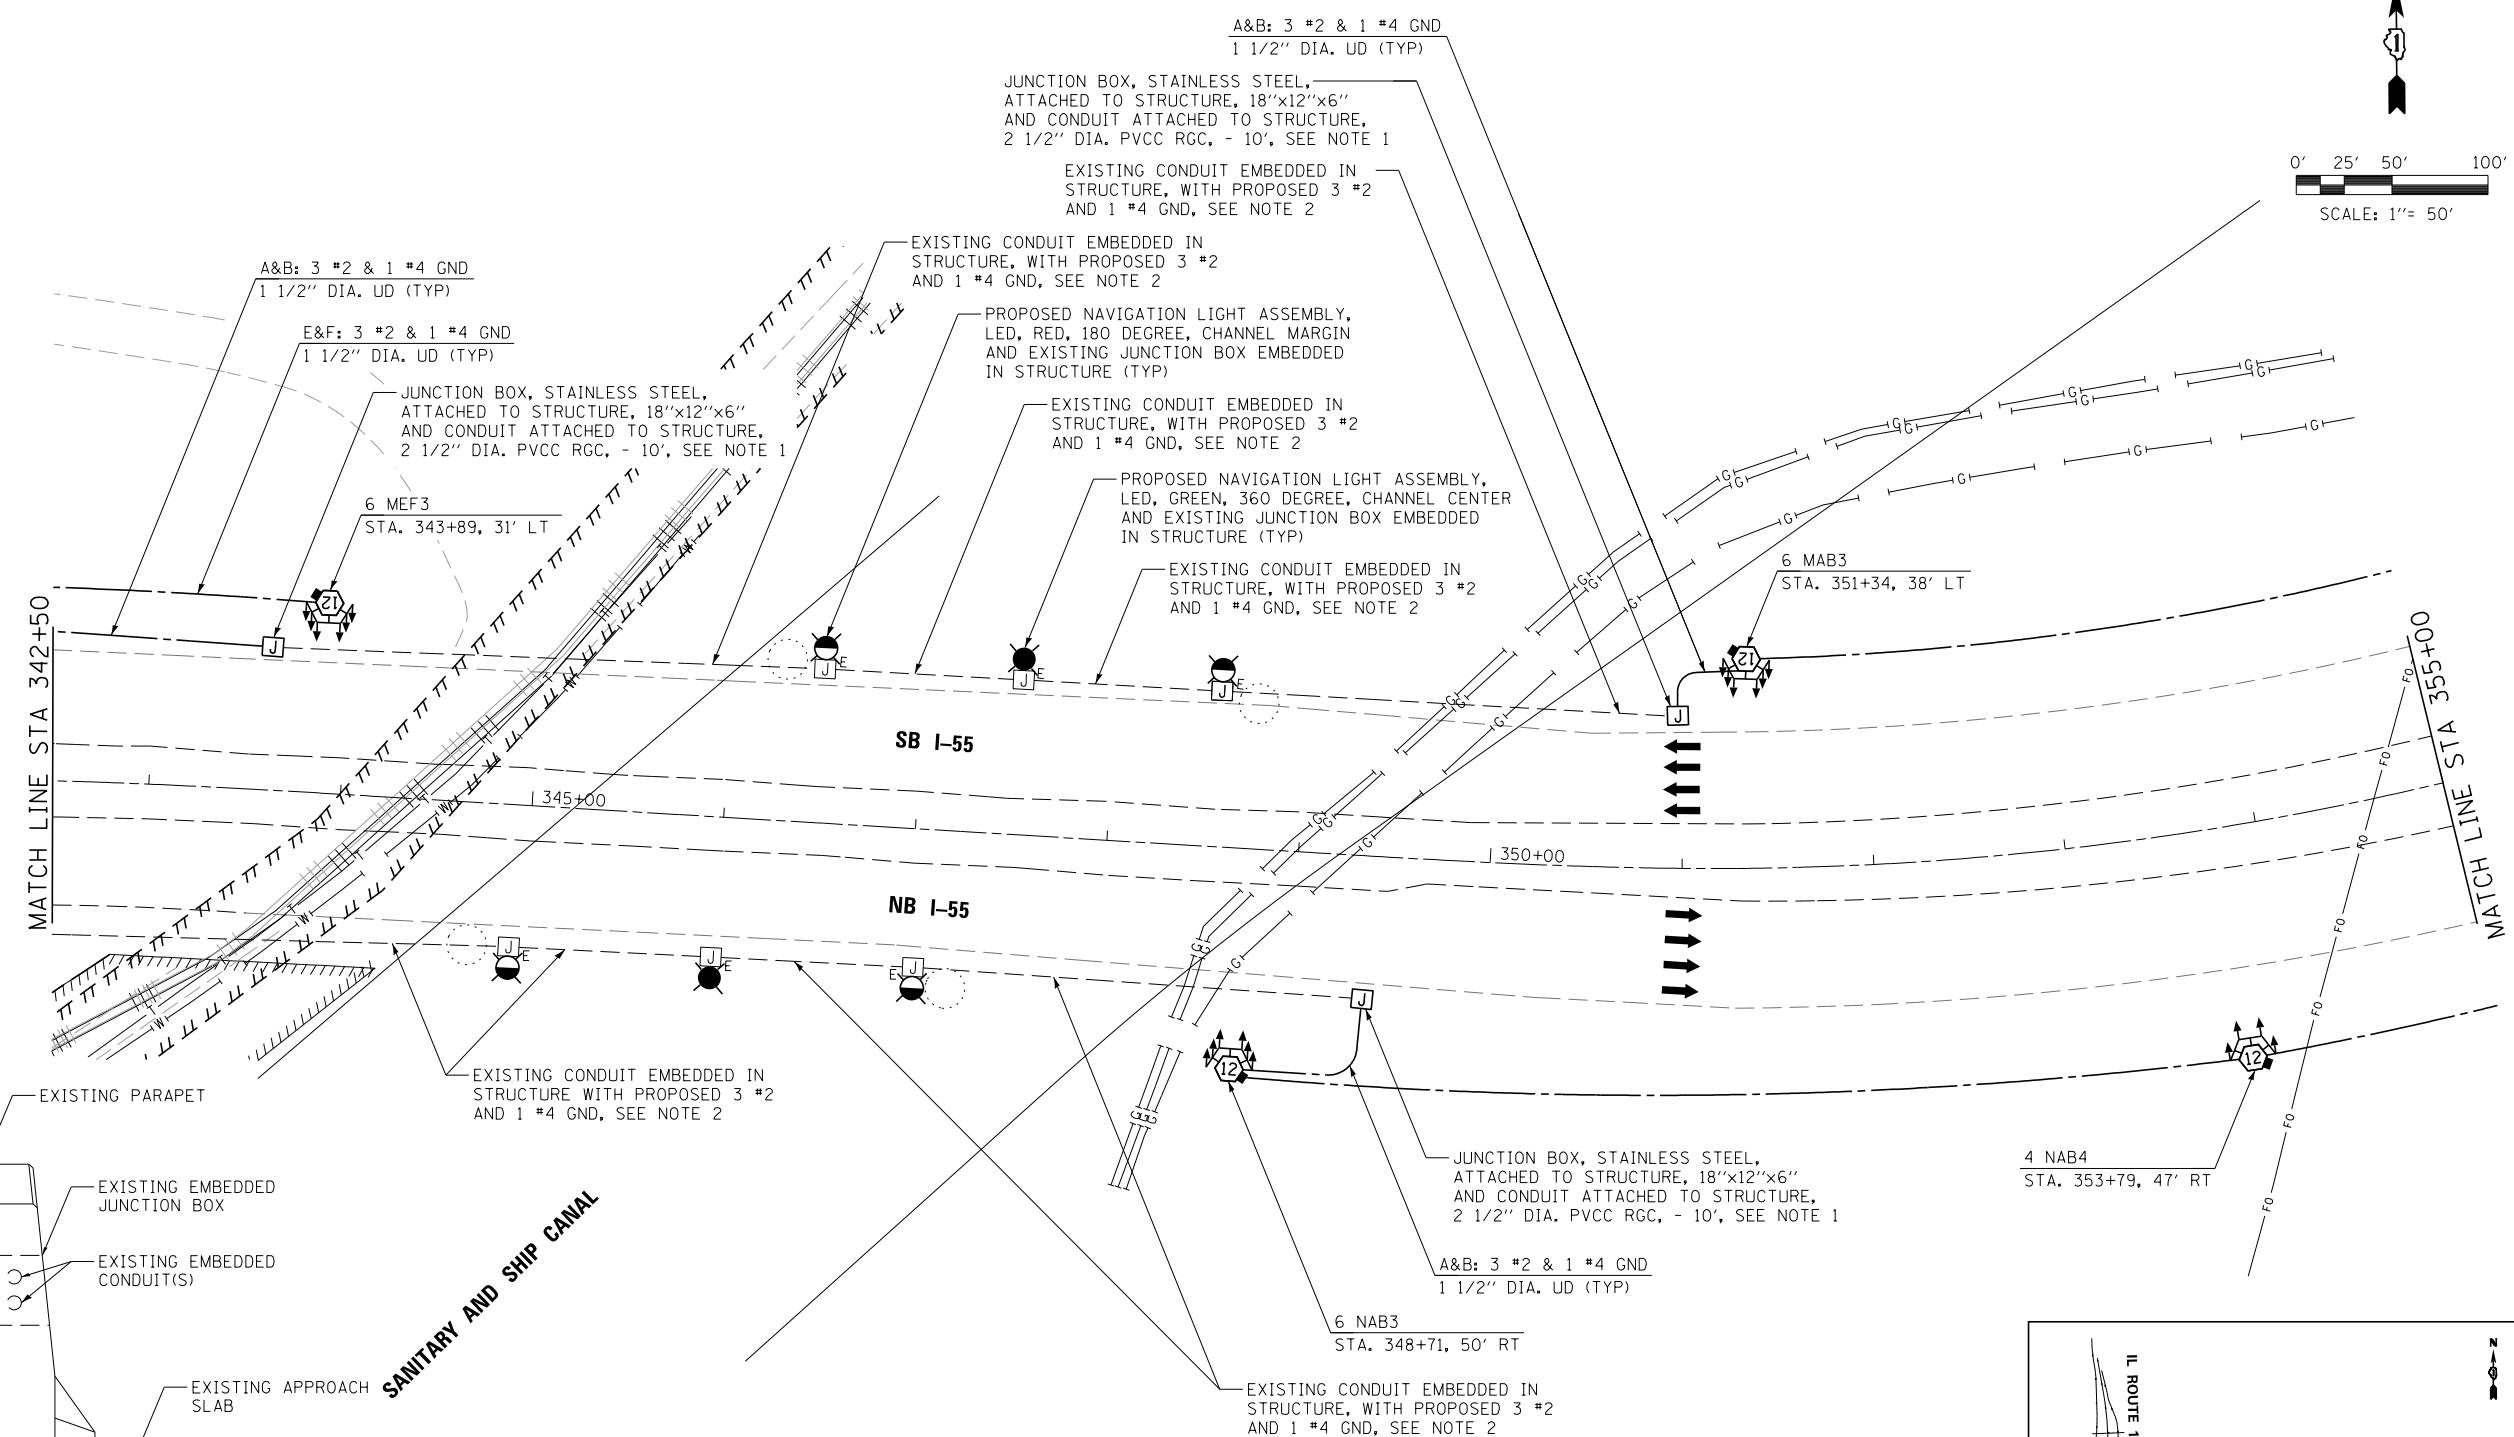 A&B: 3 #2 & 1 #4 GND
1 1/2" DIA. UD (TYP)
JUNCTION BOX, STAINLESS STEEL,
ATTACHED TO STRUCTURE, 18"x12"x6"
AND CONDUIT ATTACHED TO STRUCTURE,
2 1/2" DIA. PVCC RGC, - 10', SEE NOTE 1
EXISTING CONDUIT EMBEDDED IN
STRUCTURE, WITH PROPOSED 3 #2
AND 1 #4 GND, SEE NOTE 2
1
0' 25' 50' 100'
SCALE: 1"= 50'
EXISTING CONDUIT EMBEDDED IN
STRUCTURE, WITH PROPOSED 3 #2
AND 1 #4 GND, SEE NOTE 2
A&B: 3 #2 & 1 #4 GND
1 1/2" DIA. UD (TYP)
PROPOSED NAVIGATION LIGHT ASSEMBLY,
LED, RED, 180 DEGREE, CHANNEL MARGIN
AND EXISTING JUNCTION BOX EMBEDDED
IN STRUCTURE (TYP)
E&F: 3 #2 & 1 #4 GND
1 1/2" DIA. UD (TYP)
JUNCTION BOX, STAINLESS STEEL,
ATTACHED TO STRUCTURE, 18"x12"x6"
AND CONDUIT ATTACHED TO STRUCTURE,
2 1/2" DIA. PVCC RGC, - 10', SEE NOTE 1
EXISTING CONDUIT EMBEDDED IN
STRUCTURE, WITH PROPOSED 3 #2
AND 1 #4 GND, SEE NOTE 2
PROPOSED NAVIGATION LIGHT ASSEMBLY,
LED, GREEN, 360 DEGREE, CHANNEL CENTER
AND EXISTING JUNCTION BOX EMBEDDED
IN STRUCTURE (TYP)
6 MEF3
STA. 343+89, 31' LT
EXISTING CONDUIT EMBEDDED IN
STRUCTURE, WITH PROPOSED 3 #2
AND 1 #4 GND, SEE NOTE 2
6 MAB3
STA. 351+34, 38' LT
G G
G G
G
G G
G
G G
G
G G
G
G G
G
G G
G
G G
G
G G
G
G G G
12
12
J
J E
J E
J E
J
W
W
W
W
W
MATCH LINE STA 342+50
MATCH LINE STA 355+00
FO
FO
FO
FO
FO
FO
FO
SB I-55
345+00
350+00
NB I-55
J E
J E
E J
J
12
12
EXISTING CONDUIT EMBEDDED IN
STRUCTURE WITH PROPOSED 3 #2
AND 1 #4 GND, SEE NOTE 2
EXISTING PARAPET
EXISTING EMBEDDED
JUNCTION BOX
EXISTING EMBEDDED
CONDUIT(S)
EXISTING APPROACH
SLAB
SANITARY AND SHIP CANAL
JUNCTION BOX, STAINLESS STEEL,
ATTACHED TO STRUCTURE, 18"x12"x6"
AND CONDUIT ATTACHED TO STRUCTURE,
2 1/2" DIA. PVCC RGC, - 10', SEE NOTE 1
4 NAB4
STA. 353+79, 47' RT
A&B: 3 #2 & 1 #4 GND
1 1/2" DIA. UD (TYP)
6 NAB3
STA. 348+71, 50' RT
EXISTING CONDUIT EMBEDDED IN
STRUCTURE, WITH PROPOSED 3 #2
AND 1 #4 GND, SEE NOTE 2
IL ROUTE 1
N